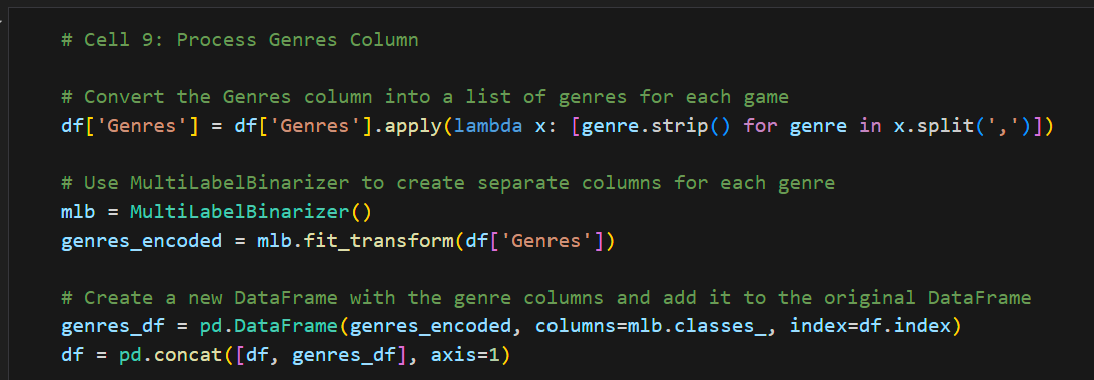 # Cell 9: Process Genres Column
# Convert the Genres column into a list of genres for each game
df['Genres'] = df['Genres'].apply(lambda x: [genre.strip() for genre in x.split(',')])
# Use MultiLabelBinarizer to create separate columns for each genre
mlb = MultiLabelBinarizer()
genres_encoded = mlb.fit_transform(df['Genres'])
# Create a new DataFrame with the genre columns and add it to the original DataFrame
genres_df = pd.DataFrame(genres_encoded, columns=mlb.classes_, index=df.index)
df = pd.concat([df, genres_df], axis=1)